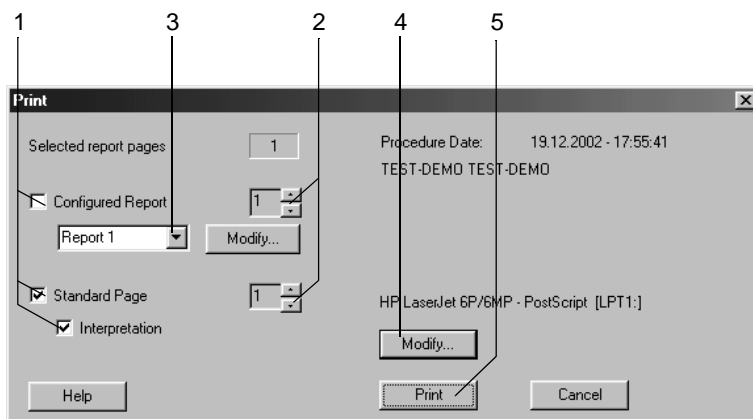 1 3 2 4 5
Print
Selected report pages 1
Procedure Date: 19.12.2002 - 17:55:41
TEST-DEMO TEST-DEMO
Configured Report 1
Report 1 Modify...
Standard Page 1
HP LaserJet 6P/6MP - PostScript [LPT1:]
Interpretation
Modify...
Help Print Cancel